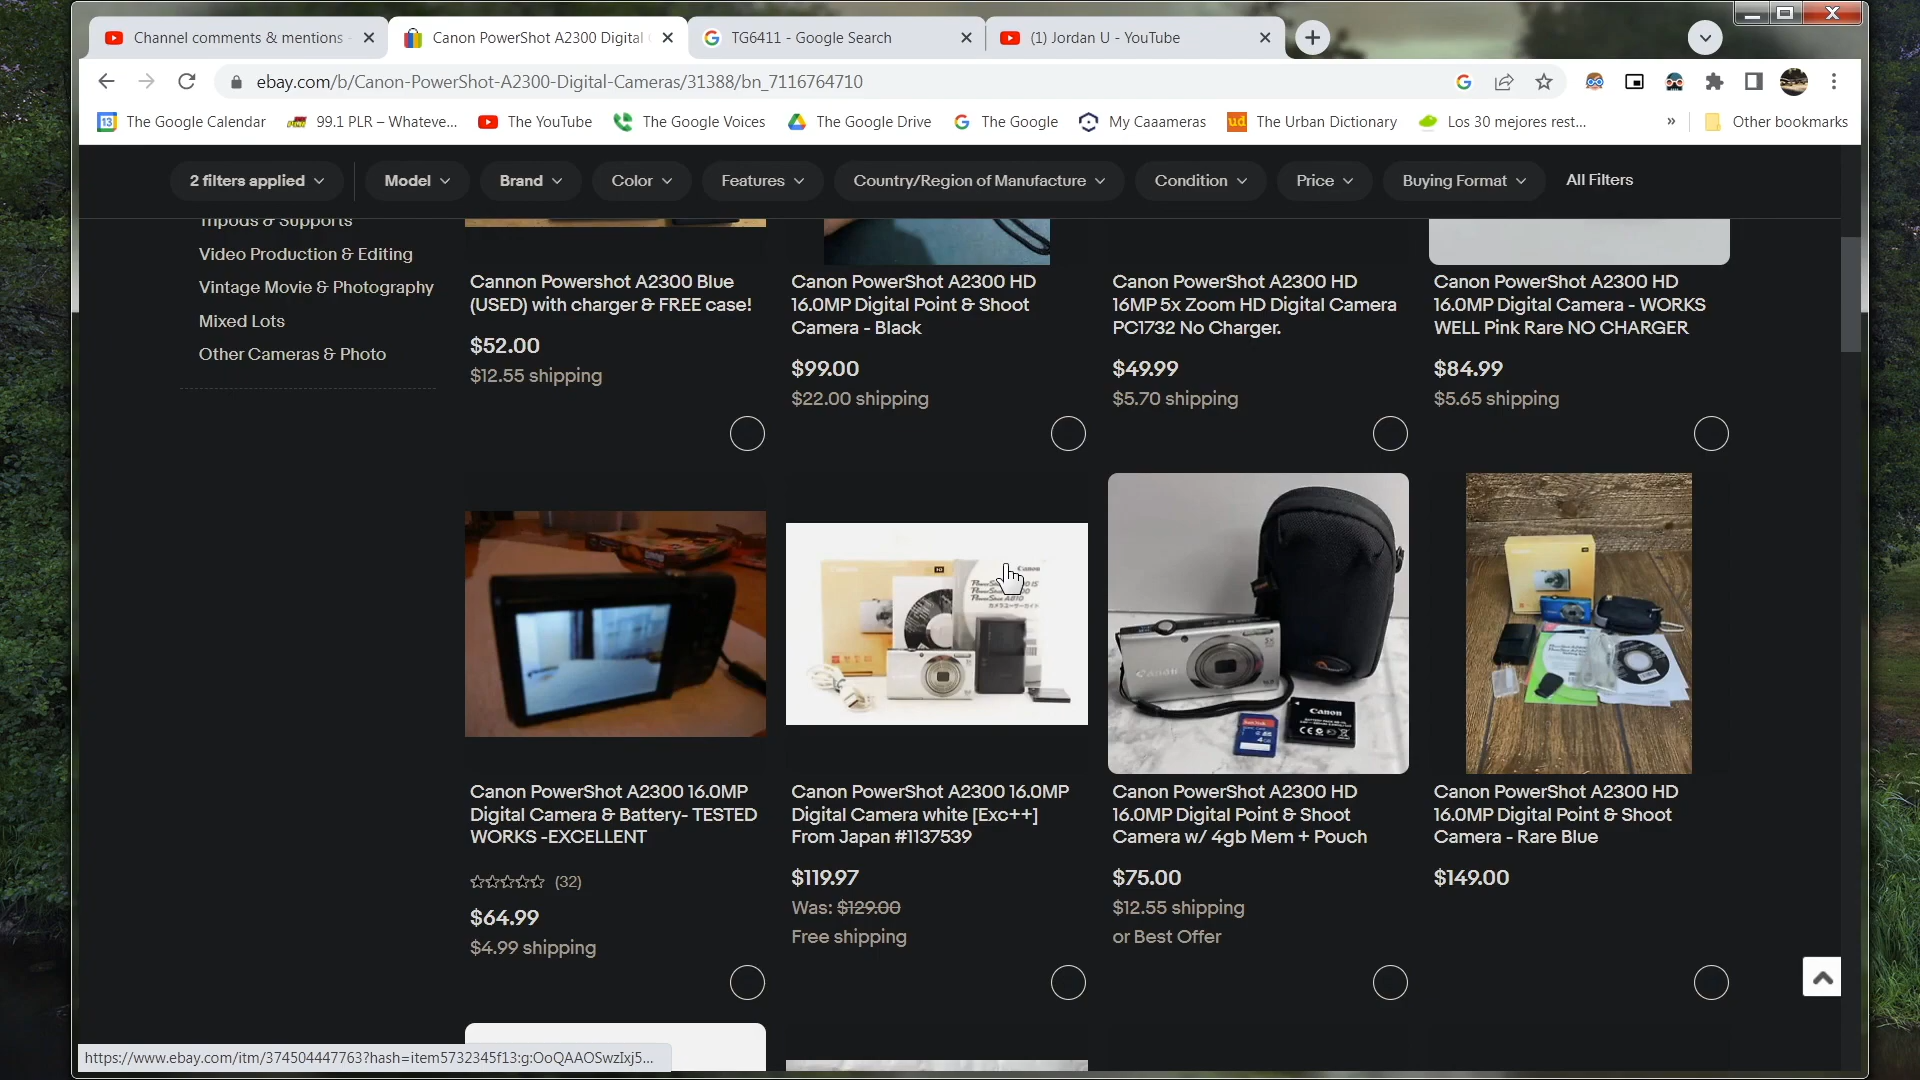 Channel comments & mentions
Canon PowerShot A2300 Digital
TG6411 - Google Search
(1) Jordan U - YouTube
ebay.com/b/Canon-PowerShot-A2300-Digital-Cameras/31388/bn_7116764710
The Google Calendar
99.1 PLR – Whateve...
The YouTube
The Google Voices
The Google Drive
The Google
My Caaameras
ud
The Urban Dictionary
Los 30 mejores rest...
»
Other bookmarks
2 filters applied
Model
Brand
Color
Features
Country/Region of Manufacture
Condition
Price
Buying Format
All Filters
Tripods & Supports
Video Production & Editing
Vintage Movie & Photography
Mixed Lots
Other Cameras & Photo
Cannon Powershot A2300 Blue
(USED) with charger & FREE case!
$52.00
$12.55 shipping
Canon PowerShot A2300 HD
16.0MP Digital Point & Shoot
Camera - Black
$99.00
$22.00 shipping
Canon PowerShot A2300 HD
16MP 5x Zoom HD Digital Camera
PC1732 No Charger.
$49.99
$5.70 shipping
Canon PowerShot A2300 HD
16.0MP Digital Camera - WORKS
WELL Pink Rare NO CHARGER
$84.99
$5.65 shipping
Canon
Canon
Canon
Canon PowerShot A2300 16.0MP
Digital Camera & Battery- TESTED
WORKS -EXCELLENT
(32)
$64.99
$4.99 shipping
Canon PowerShot A2300 16.0MP
Digital Camera white [Exc++]
From Japan #1137539
$119.97
Was: $129.00
Free shipping
Canon PowerShot A2300 HD
16.0MP Digital Point & Shoot
Camera w/ 4gb Mem + Pouch
$75.00
$12.55 shipping
or Best Offer
Canon PowerShot A2300 HD
16.0MP Digital Point & Shoot
Camera - Rare Blue
$149.00
https://www.ebay.com/itm/374504447763?hash=item5732345f13:g:OoQAAOSwzIxj5...